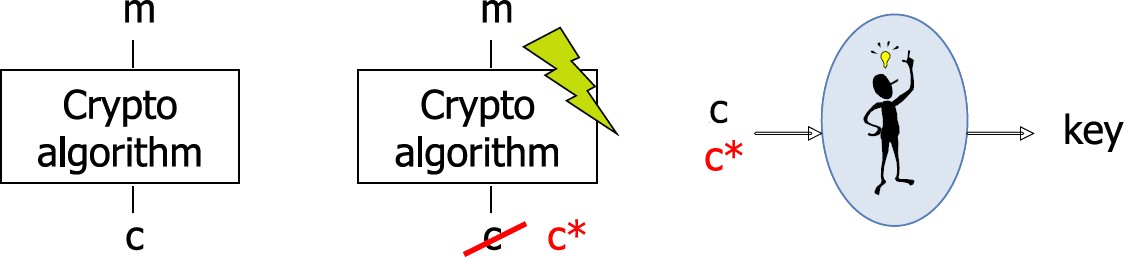 m
Crypto
algorithm
c
m
Crypto
algorithm
c c*
c
c*
key